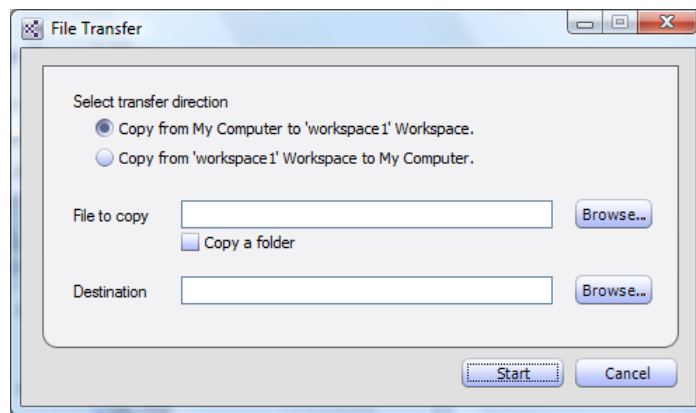 File Transfer
Select transfer direction
Copy from My Computer to 'workspace1' Workspace.
Copy from 'workspace1' Workspace to My Computer.
File to copy
Browse...
Copy a folder
Destination
Browse...
Start
Cancel